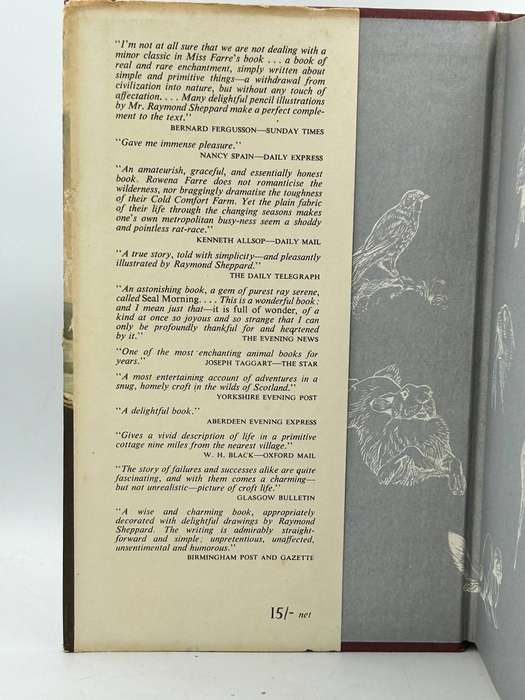 "I'm not at all sure that we are not dealing with a
minor classic in Miss Farre's book . . . a book of
real and rare enchantment, simply written about
simple and primitive things—a withdrawal from
civilization into nature, but without any touch of
affectation. . . . Many delightful pencil illustrations
by Mr. Raymond Sheppard make a perfect comple-
ment to the text."
BERNARD FERGUSSON—SUNDAY TIMES
"Gave me immense pleasure."
NANCY SPAIN—DAILY EXPRESS
"An amateurish, graceful, and essentially honest
book. Rowena Farre does not romanticise the
wilderness, nor braggingly dramatise the toughness
of their Cold Comfort Farm. Yet the plain fabric
of their life through the changing seasons makes
one's own metropolitan busy-ness seem a shoddy
and pointless rat-race."
KENNETH ALLSOP—DAILY MAIL
"A true story, told with simplicity—and pleasantly
illustrated by Raymond Sheppard."
THE DAILY TELEGRAPH
"An astonishing book, a gem of purest ray serene,
called Seal Morning. . . . This is a wonderful book:
and I mean just that—it is full of wonder, of a
kind at once so joyous and so strange that I can
only be profoundly thankful for and heartened
by it." THE EVENING NEWS
"One of the most enchanting animal books for
years." JOSEPH TAGGART—THE STAR
"A most entertaining account of adventures in a
snug, homely croft in the wilds of Scotland."
YORKSHIRE EVENING POST
"A delightful book."
ABERDEEN EVENING EXPRESS
"Gives a vivid description of life in a primitive
cottage nine miles from the nearest village."
W. H. BLACK—OXFORD MAIL
"The story of failures and successes alike are quite
fascinating, and with them comes a charming—
but not unrealistic—picture of croft life."
GLASGOW BULLETIN
"A wise and charming book, appropriately
decorated with delightful drawings by Raymond
Sheppard. The writing is admirably straight-
forward and simple; unpretentious, unaffected,
unsentimental and humorous."
BIRMINGHAM POST AND GAZETTE
15/- net